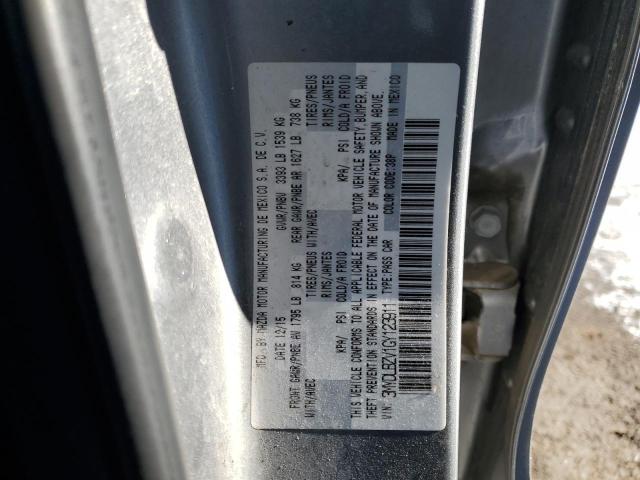 MFG. BY: MAZDA MOTOR MANUFACTURING DE MEXICO S.A. DE C.V.
DATE 12/15 GVWR/PNBV 3393 LB 1539 KG
FRONT GAWR/PNBE AV 1795 LB 814 KG REAR GAWR/PNBE AR 1627 LB 738 KG
WITH/AVEC TIRES/PNEUS WITH/AVEC TIRES/PNEUS
RIMS/JANTES RIMS/JANTES
KPA/ PSI COLD/A FROID KPA/ PSI COLD/A FROID
THIS VEHICLE CONFORMS TO ALL APPLICABLE FEDERAL MOTOR VEHICLE SAFETY, BUMPER, AND
THEFT PREVENTION STANDARDS IN EFFECT ON THE DATE OF MANUFACTURE SHOWN ABOVE.
VIN: 3MYDLBZV1GY123911 TYPE:PASS CAR COLOR CODE:38P MADE IN MEXICO